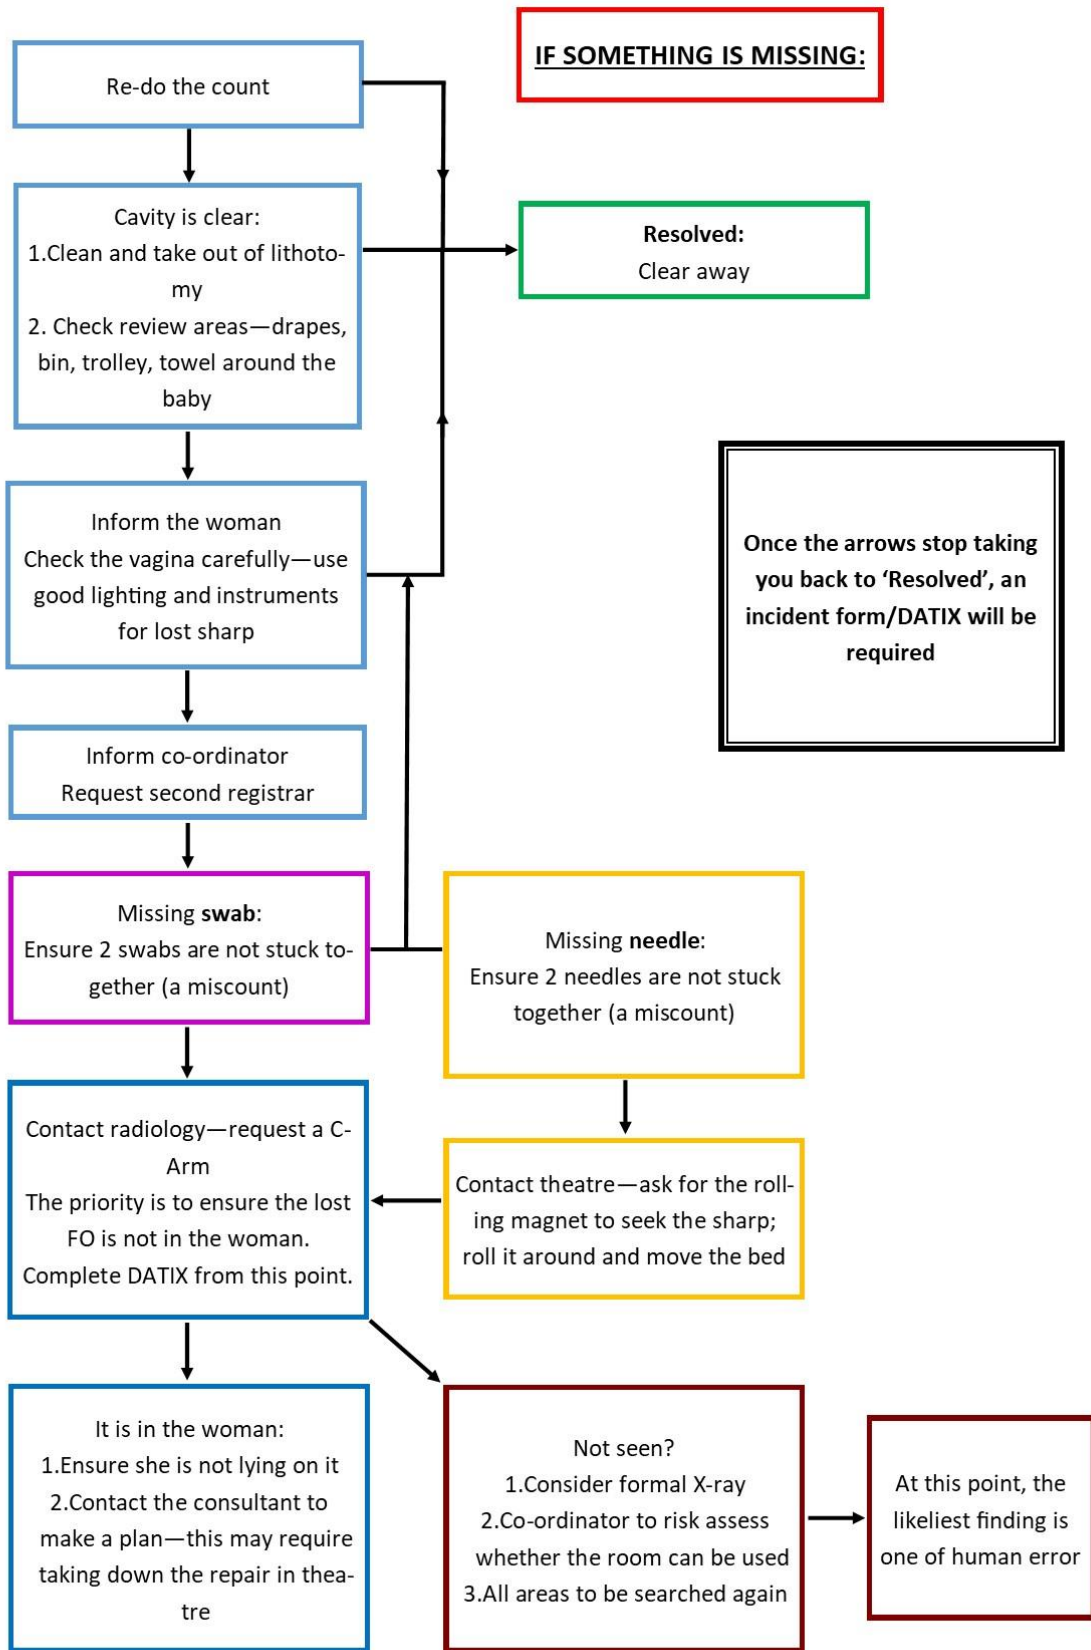 IF SOMETHING IS MISSING:
Re-do the count
Cavity is clear:
1.Clean and take out of lithoto-
my
2. Check review areas—drapes,
bin, trolley, towel around the
baby
Resolved:
Clear away
Inform the woman
Check the vagina carefully—use
good lighting and instruments
for lost sharp
Once the arrows stop taking
you back to ‘Resolved’, an
incident form/DATIX will be
required
Inform co-ordinator
Request second registrar
Missing swab:
Ensure 2 swabs are not stuck to-
gether (a miscount)
Missing needle:
Ensure 2 needles are not stuck
together (a miscount)
Contact radiology—request a C-
Arm
The priority is to ensure the lost
FO is not in the woman.
Complete DATIX from this point.
Contact theatre—ask for the roll-
ing magnet to seek the sharp;
roll it around and move the bed
It is in the woman:
1.Ensure she is not lying on it
2.Contact the consultant to
make a plan—this may require
taking down the repair in thea-
tre
Not seen?
1.Consider formal X-ray
2.Co-ordinator to risk assess
whether the room can be used
3.All areas to be searched again
At this point, the
likeliest finding is
one of human error